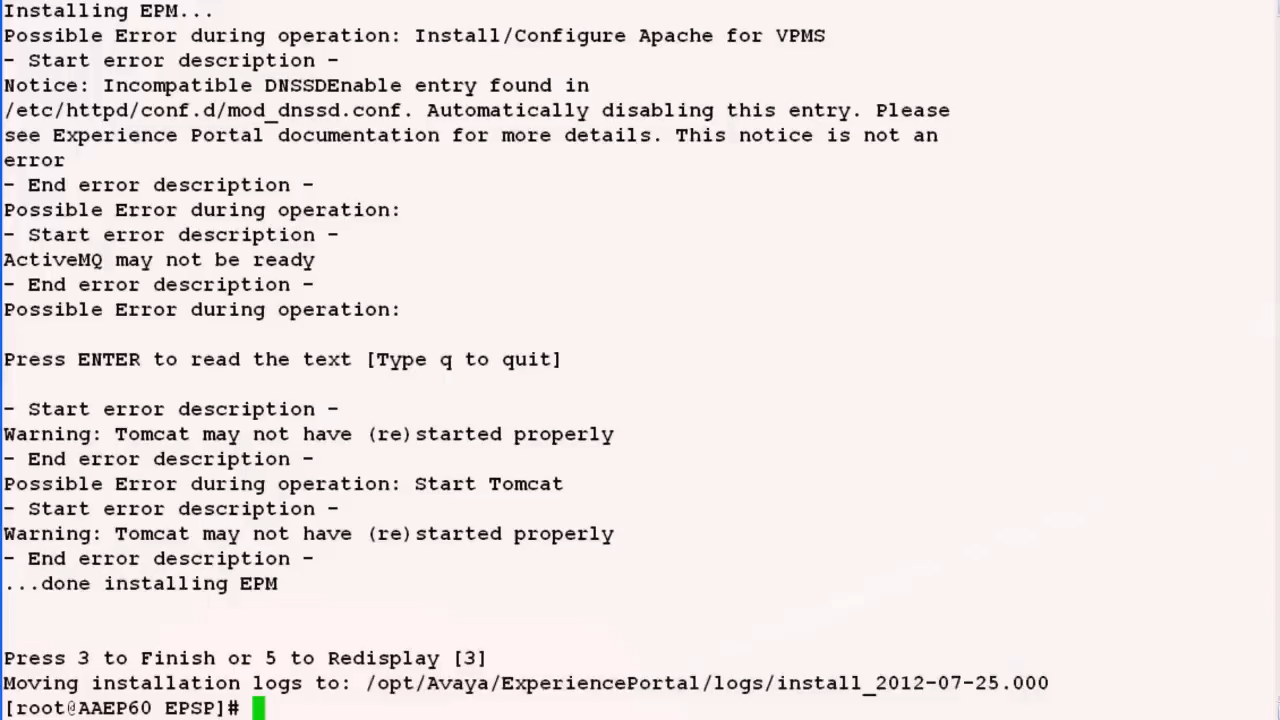 Installing EPM...
Possible Error during operation: Install/Configure Apache for VPMS
- Start error description -
Notice: Incompatible DNSSDEnable entry found in
/etc/httpd/conf.d/mod_dnssd.conf. Automatically disabling this entry. Please
see Experience Portal documentation for more details. This notice is not an
error
- End error description -
Possible Error during operation:
- Start error description -
ActiveMQ may not be ready
- End error description -
Possible Error during operation:
Press ENTER to read the text [Type q to quit]
- Start error description -
Warning: Tomcat may not have (re)started properly
- End error description -
Possible Error during operation: Start Tomcat
- Start error description -
Warning: Tomcat may not have (re)started properly
- End error description -
...done installing EPM
Press 3 to Finish or 5 to Redisplay [3]
Moving installation logs to: /opt/Avaya/ExperiencePortal/logs/install_2012-07-25.000
[root@AAEP60 EPSP]#